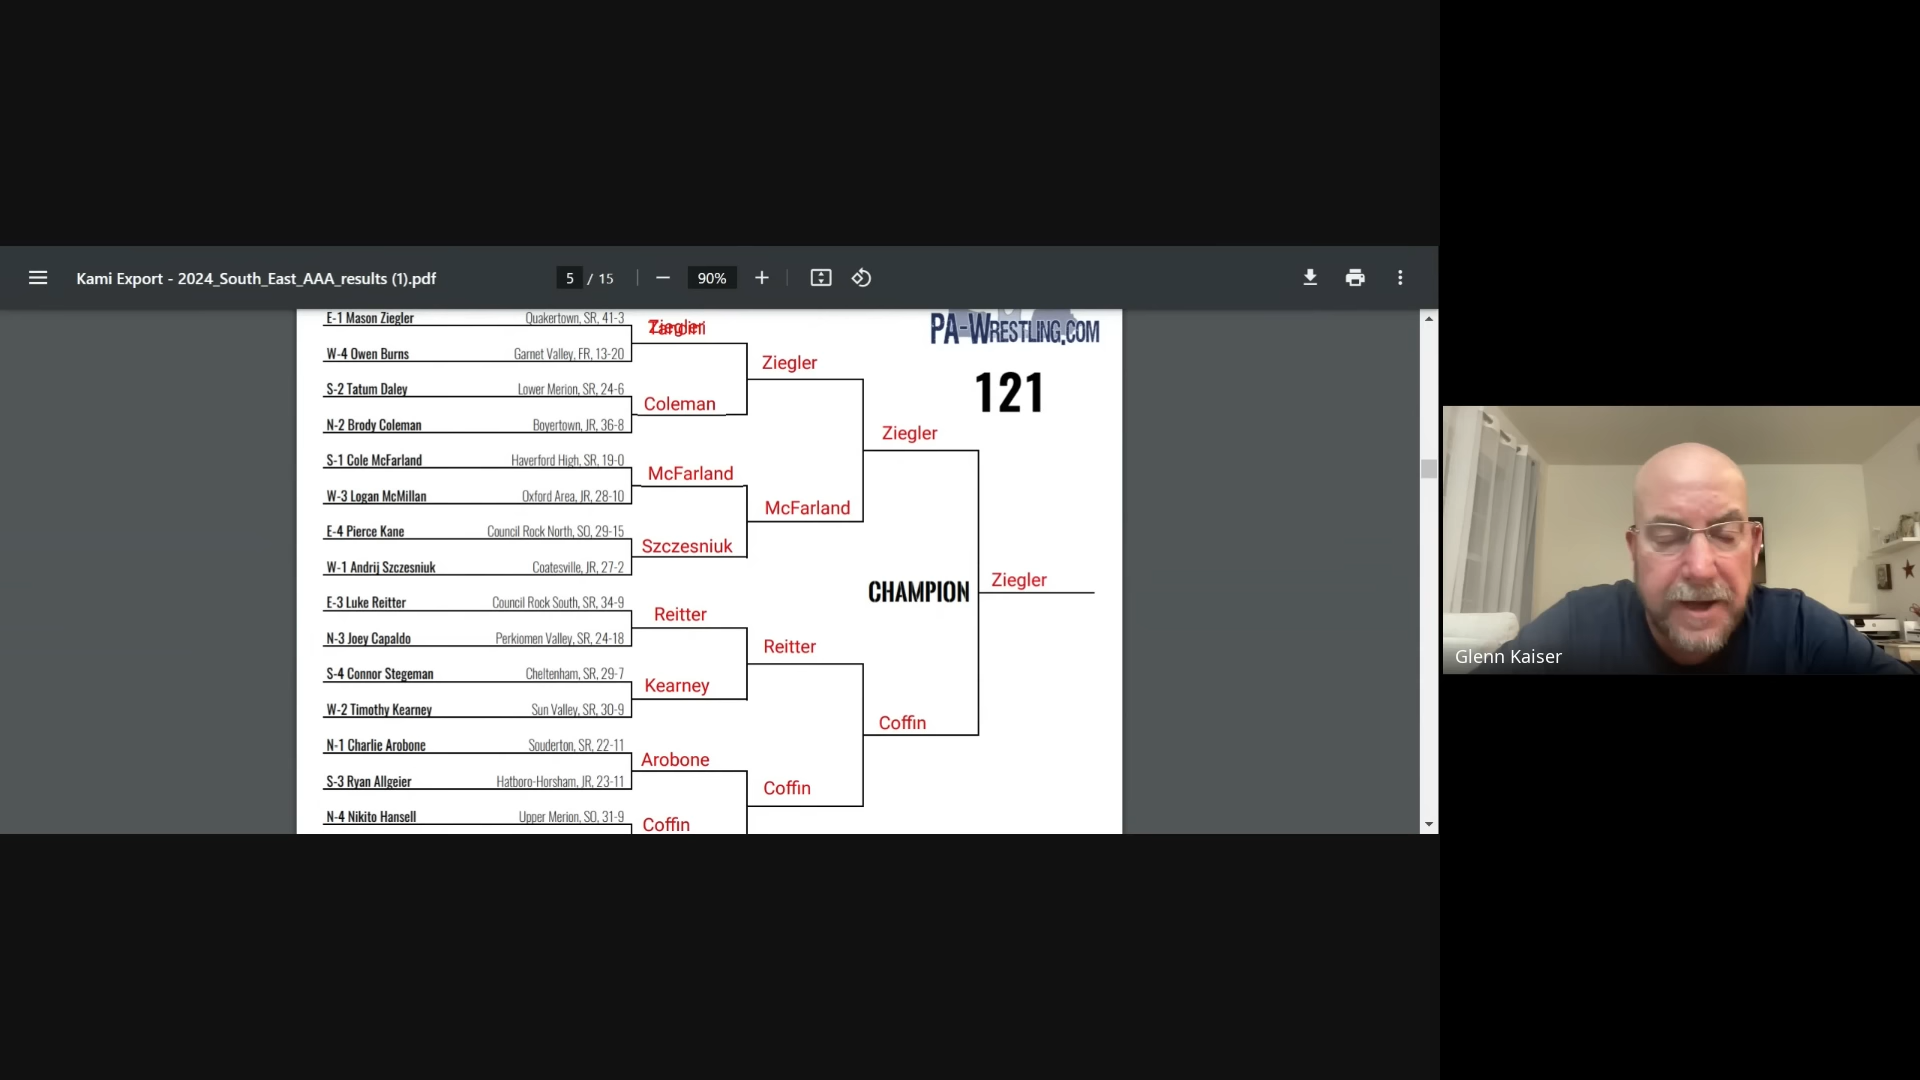 Kami Export - 2024_South_East_AAA_results (1).pdf 5 / 15 90%
E-1 Mason Ziegler Quakertown, SR, 41-3
PA-WRESTLING.COM
W-4 Owen Burns Garnet Valley, FR, 13-20
Ziegler
S-2 Tatum Daley Lower Merion, SR, 24-6
121
Coleman
N-2 Brody Coleman Boyertown, JR, 36-8
Ziegler
S-1 Cole McFarland Haverford High, SR, 19-0
McFarland
W-3 Logan McMillan Oxford Area, JR, 28-10
McFarland
E-4 Pierce Kane Council Rock North, SO, 29-15
Szczesniuk
W-1 Andrij Szczesniuk Coatesville, JR, 27-2
Ziegler
CHAMPION
E-3 Luke Reitter Council Rock South, SR, 34-9
Reitter
N-3 Joey Capaldo Perkiomen Valley, SR, 24-18
Reitter
Glenn Kaiser
S-4 Connor Stegeman Cheltenham, SR, 29-7
Kearney
W-2 Timothy Kearney Sun Valley, SR, 30-9
Coffin
N-1 Charlie Arobone Souderton, SR, 22-11
Arobone
S-3 Ryan Allgeier Hatboro-Horsham, JR, 23-11
Coffin
N-4 Nikito Hansell Upper Merion, SO, 31-9
Coffin